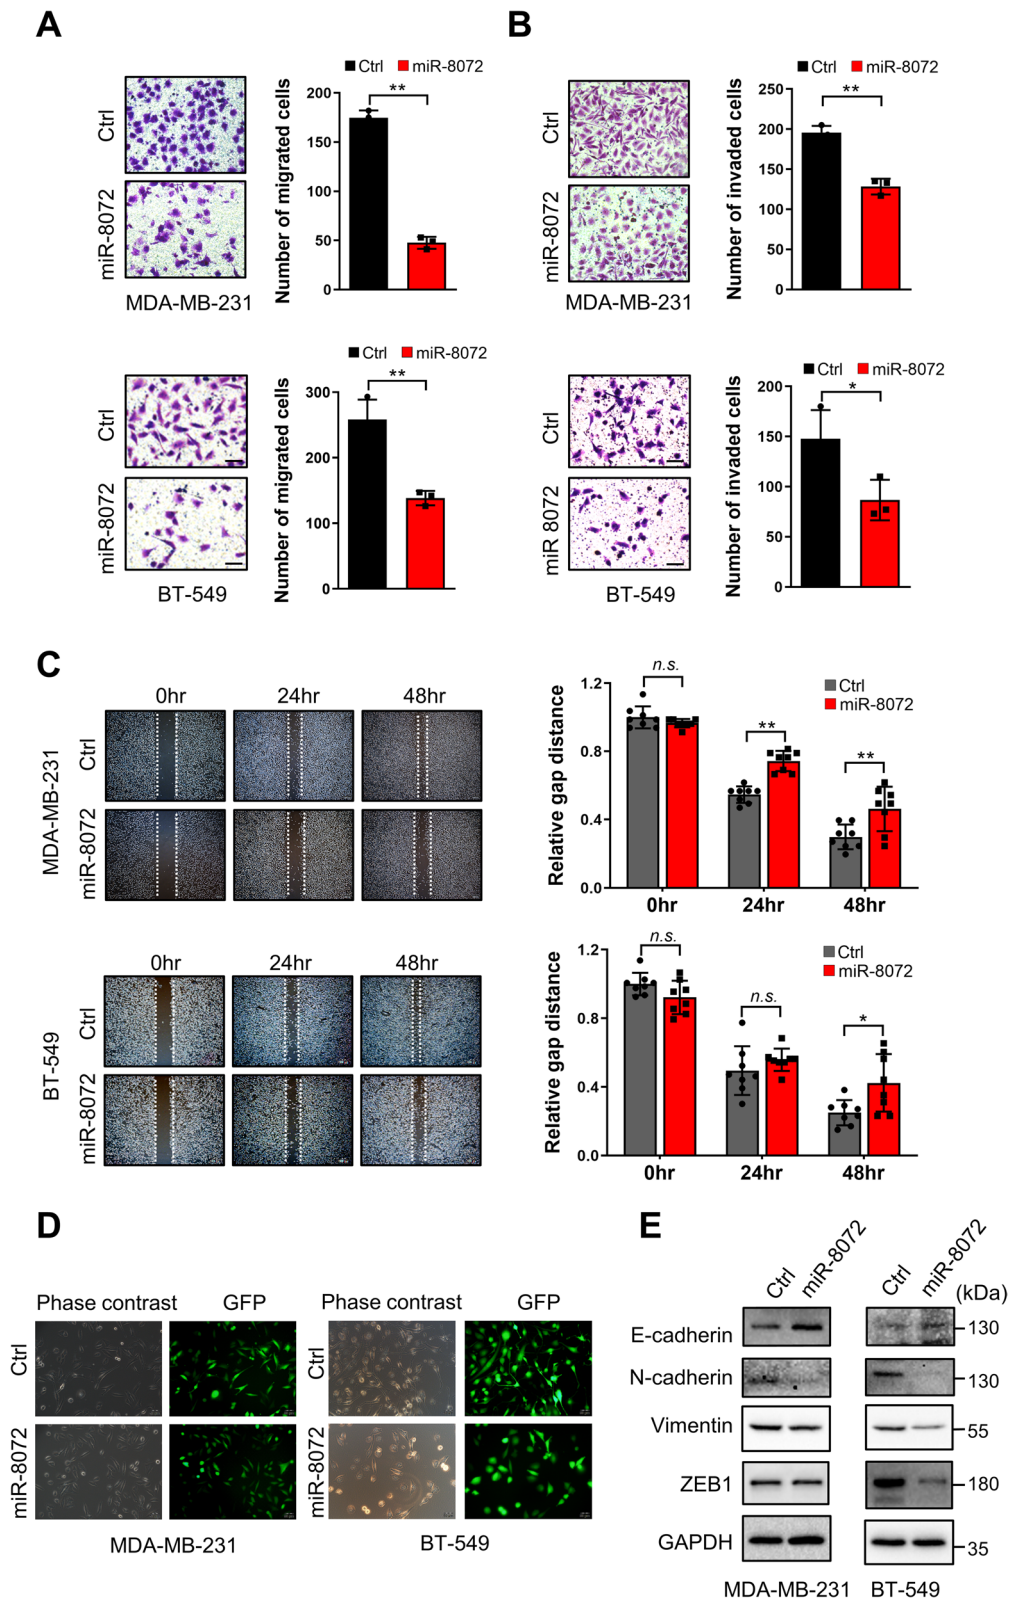 A
B
Ctrl miR-8072
Ctrl miR-8072
Ctrl
miR-8072
MDA-MB-231
Number of migrated cells
200
150
100
50
0
**
Ctrl
miR-8072
MDA-MB-231
Number of invaded cells
250
200
150
100
50
0
**
Ctrl miR-8072
Ctrl miR-8072
Ctrl
miR-8072
BT-549
Number of migrated cells
300
200
100
0
**
Ctrl
miR 8072
BT-549
Number of invaded cells
200
150
100
50
0
*
C
0hr 24hr 48hr
MDA-MB-231
Ctrl
miR-8072
Relative gap distance
1.2
0.8
0.4
0.0
n.s.
**
**
Ctrl
miR-8072
0hr 24hr 48hr
0hr 24hr 48hr
BT-549
Ctrl
miR-8072
Relative gap distance
1.2
0.8
0.4
0.0
n.s.
n.s.
*
Ctrl
miR-8072
0hr 24hr 48hr
D
Phase contrast GFP
Phase contrast GFP
Ctrl
miR-8072
Ctrl
miR-8072
MDA-MB-231
BT-549
E
Ctrl miR-8072 Ctrl miR-8072
(kDa)
E-cadherin 130
N-cadherin 130
Vimentin 55
ZEB1 180
GAPDH 35
MDA-MB-231 BT-549